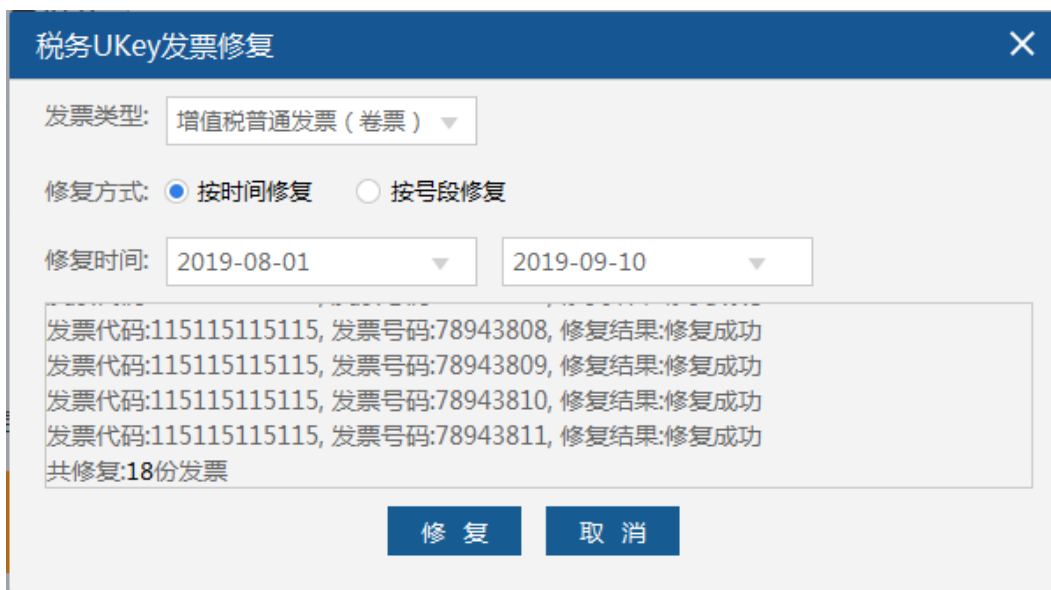 税务UKey发票修复
发票类型: 增值税普通发票（卷票）
修复方式: 按时间修复 按号段修复
修复时间: 2019-08-01 2019-09-10
发票代码:115115115115, 发票号码:78943808, 修复结果:修复成功
发票代码:115115115115, 发票号码:78943809, 修复结果:修复成功
发票代码:115115115115, 发票号码:78943810, 修复结果:修复成功
发票代码:115115115115, 发票号码:78943811, 修复结果:修复成功
共修复:18份发票
修 复 取 消